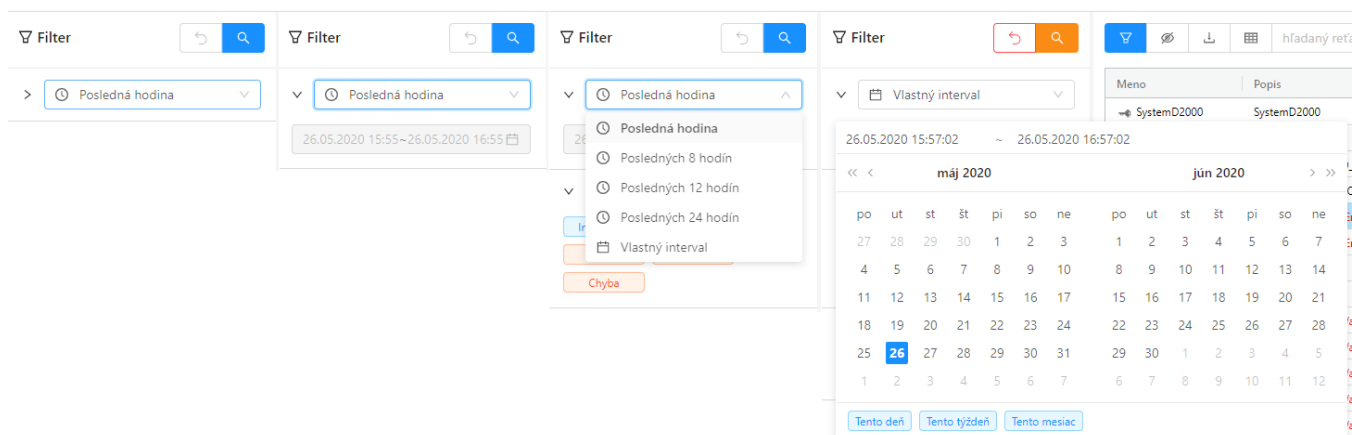 Filter
Posledná hodina
Filter
Posledná hodina
26.05.2020 15:55~26.05.2020 16:55
Filter
Posledná hodina
Posledná hodina
Posledných 8 hodín
Posledných 12 hodín
Posledných 24 hodín
Vlastný interval
Chyba
Filter
Vlastný interval
26.05.2020 15:57:02 ~ 26.05.2020 16:57:02
máj 2020
po ut st št pi so ne
27 28 29 30 1 2 3
4 5 6 7 8 9 10
11 12 13 14 15 16 17
18 19 20 21 22 23 24
25 26 27 28 29 30 31
1 2 3 4 5 6 7
jún 2020
po ut st št pi so ne
1 2 3 4 5 6 7
8 9 10 11 12 13 14
15 16 17 18 19 20 21
22 23 24 25 26 27 28
29 30 1 2 3 4 5
6 7 8 9 10 11 12
Tento deň Tento týždeň Tento mesiac
hľadaný
Meno Popis
SystemD2000 SystemD2000